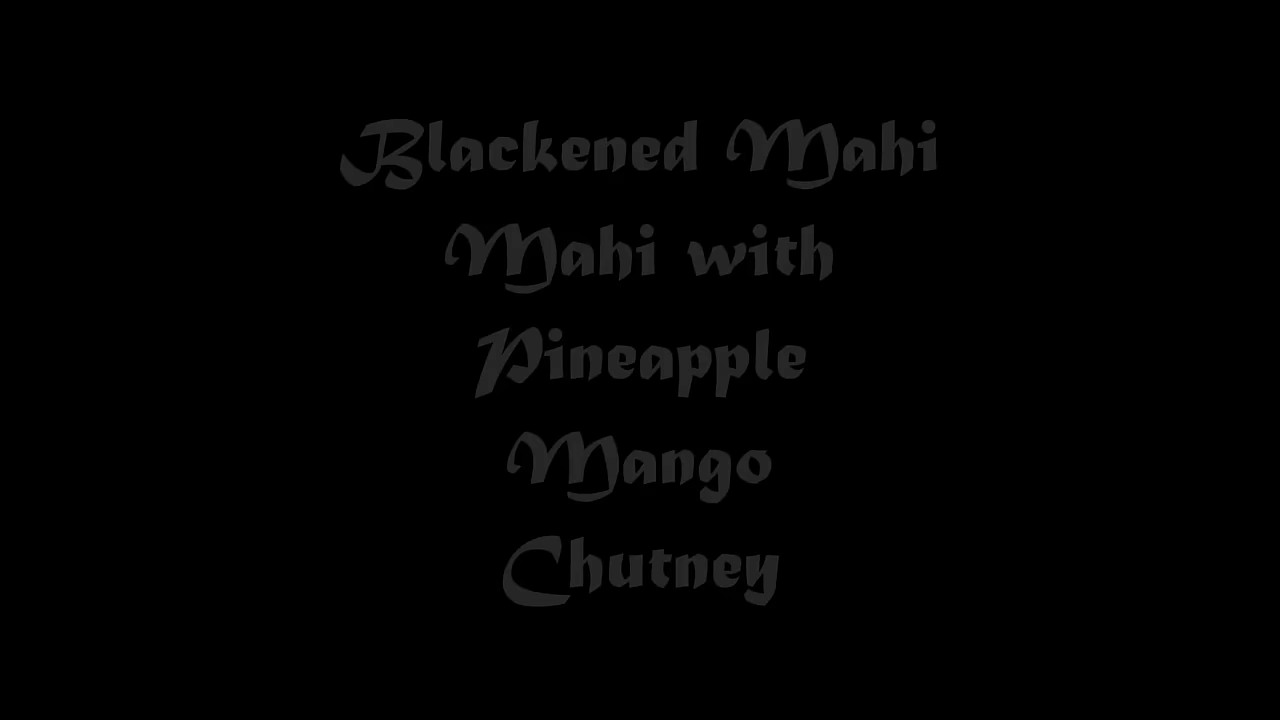 Blackened Mahi
Mahi with
Pineapple
Mango
Chutney